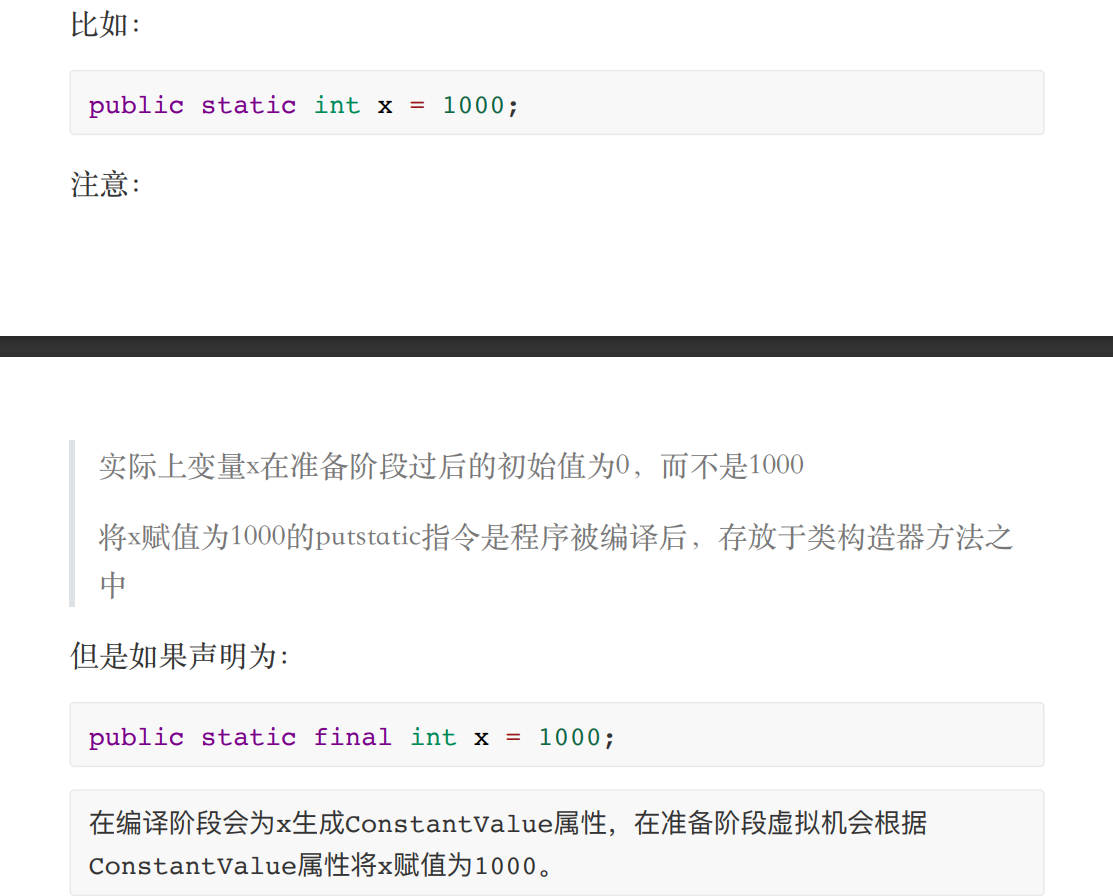 比如：
public static int x = 1000;
注意：
实际上变量x在准备阶段过后的初始值为0，而不是1000
将x赋值为1000的putstatic指令是程序被编译后，存放于类构造器方法之
中
但是如果声明为：
public static final int x = 1000;
在编译阶段会为x生成ConstantValue属性，在准备阶段虚拟机会根据
ConstantValue属性将x赋值为1000。